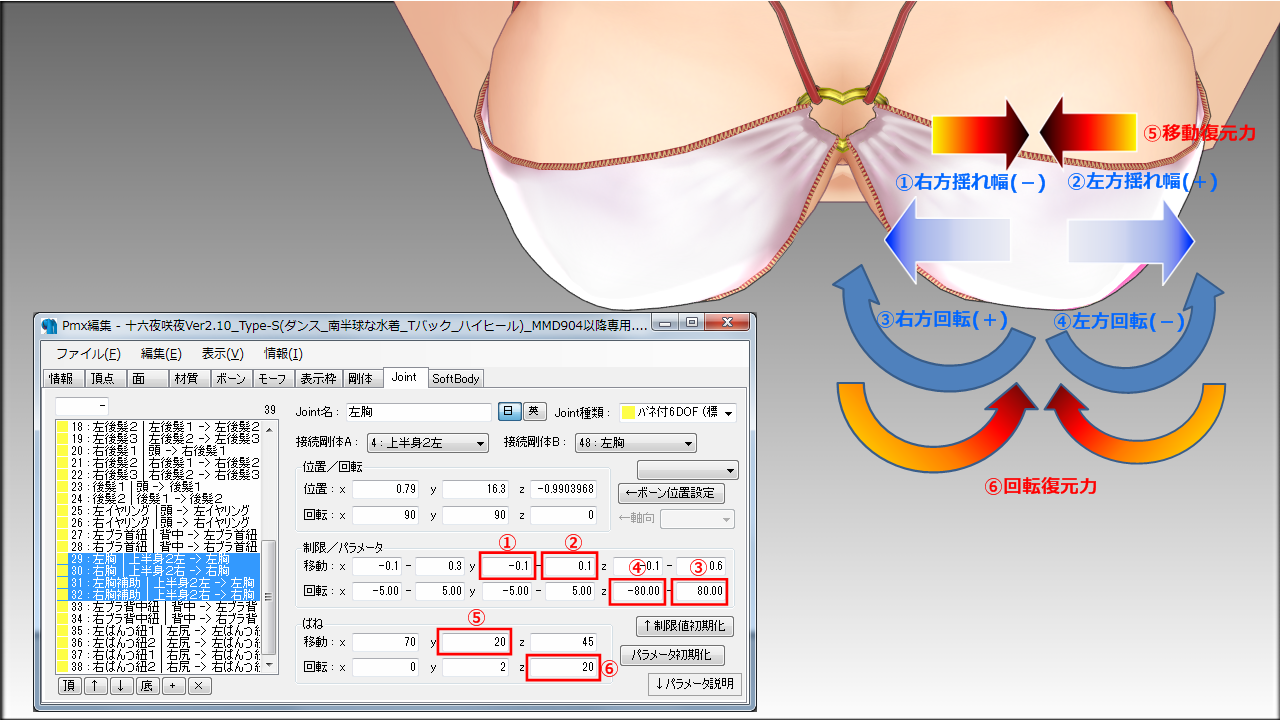 ⑤移動復元力
①右方揺れ幅(－) ②左方揺れ幅(+)
③右方回転(+) ④左方回転(－)
⑥回転復元力
Pmx編集 - 十六夜咲夜Ver2.10_Type-S(ダンス_南半球な水着_Tバック_ハイヒール)_MMD904以降専用....
ファイル(F) 編集(E) 表示(V) 情報(I)
情報 頂点 面 材質 ボーン モーフ 表示枠 剛体 Joint SoftBody
- 39
18 : 左後髪2 | 左後髪1 -> 左後髪2
19 : 左後髪3 | 左後髪2 -> 左後髪3
20 : 右後髪1 | 頭 -> 右後髪1
21 : 右後髪2 | 右後髪1 -> 右後髪2
22 : 右後髪3 | 右後髪2 -> 右後髪3
23 : 後髪1 | 頭 -> 後髪1
24 : 後髪2 | 後髪1 ->後髪2
25 : 左イヤリング | 頭 -> 左イヤリング
26 : 右イヤリング | 頭 -> 右イヤリング
27 : 左ブラ首紐 | 背中 -> 左ブラ首紐
28 : 右ブラ首紐 | 背中 -> 右ブラ首紐
29 : 左胸 | 上半身2左 -> 左胸
30 : 右胸 | 上半身2右 -> 右胸
31 : 左胸補助 | 上半身2左 -> 左胸
32 : 右胸補助 | 上半身2右 -> 右胸
33 : 左ブラ背中紐 | 背中 -> 左ブラ背
34 : 右ブラ背中紐 | 背中 -> 右ブラ背
35 : 左ぱんつ紐1 | 左尻 -> 左ぱんつ
36 : 右ぱんつ紐1 | 右尻 -> 右ぱんつ
37 : 左ぱんつ紐2 | 左尻 -> 左ぱんつ
38 : 右ぱんつ紐2 | 右尻 -> 右ぱんつ
頂 ↑ ↓ 底 + ×
Joint名 : 左胸 日 英 Joint種類 : バネ付6DOF (標
接続剛体A : 4 : 上半身2左 接続剛体B : 48 : 左胸
位置／回転
位置 : x 0.79 y 16.3 z -0.9903968 ←ボーン位置設定
回転 : x 90 y 90 z 0 ←軸向
制限／パラメータ ① ②
移動 : x -0.1 - 0.3 y -0.1 - 0.1 z -0.1 - 0.6
④ ③
回転 : x -5.00 - 5.00 y -5.00 - 5.00 z -80.00 - 80.00
ばね ⑤ ↑制限値初期化
移動 : x 70 y 20 z 45
パラメータ初期化
回転 : x 0 y 2 z 20 ⑥
↓パラメータ説明